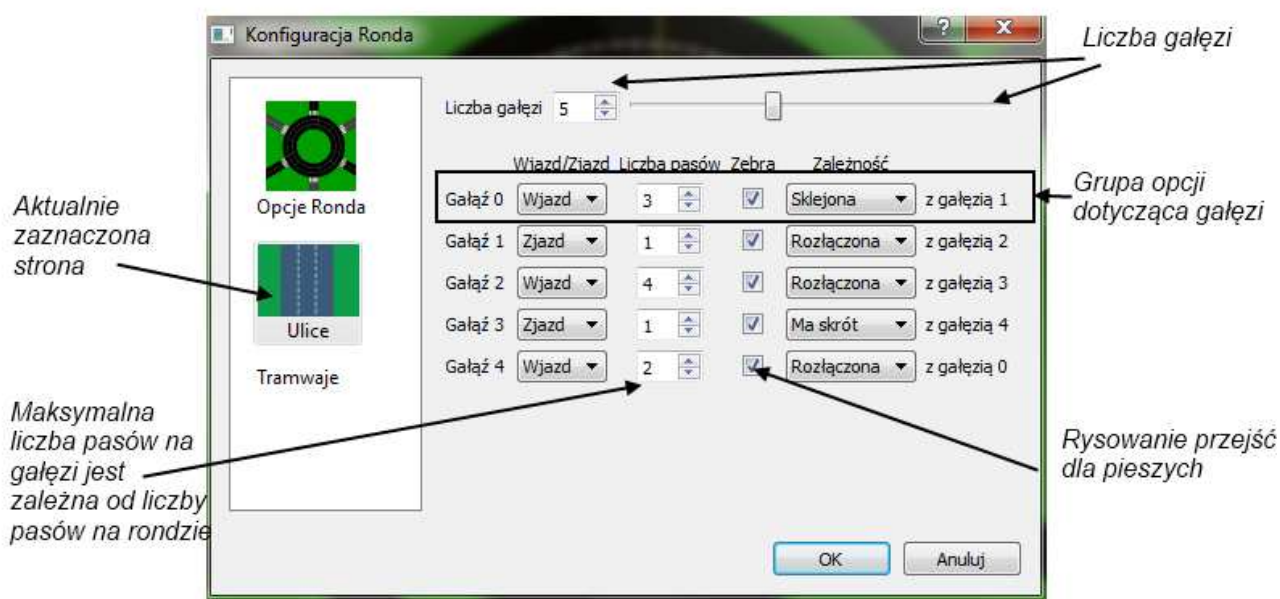 Konfiguracja Ronda
?
X
Liczba gałęzi
Liczba gałęzi 5
Wjazd/Zjazd Liczba pasów Zebra Zależność
Gałąź 0 Wjazd 3 Sklejona z gałęzią 1
Gałąź 1 Zjazd 1 Rozłączona z gałęzią 2
Gałąź 2 Wjazd 4 Rozłączona z gałęzią 3
Gałąź 3 Zjazd 1 Ma skrót z gałęzią 4
Gałąź 4 Wjazd 2 Rozłączona z gałęzią 0
Opcje Ronda
Ulice
Tramwaje
Aktualnie
zaznaczona
strona
Grupa opcji
dotycząca gałęzi
Maksymalna
liczba pasów na
gałęzi jest
zależna od liczby
pasów na rondzie
Rysowanie przejść
dla pieszych
OK
Anuluj